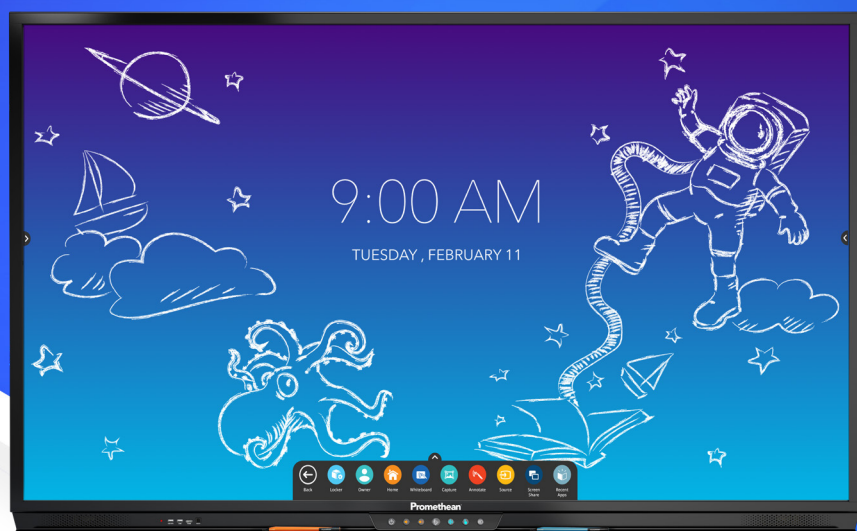 9:00 AM
TUESDAY , FEBRUARY 11
Back
Locker
Owner
Home
Whiteboard
Capture
Annotate
Source
Screen
Share
Recent
Apps
Promethean